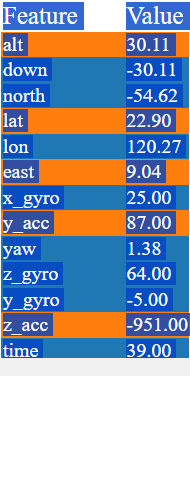 Feature Value
alt 30.11
down -30.11
north -54.62
lat 22.90
lon 120.27
east 9.04
x_gyro 25.00
y_acc 87.00
yaw 1.38
z_gyro 64.00
y_gyro -5.00
z_acc -951.00
time 39.00